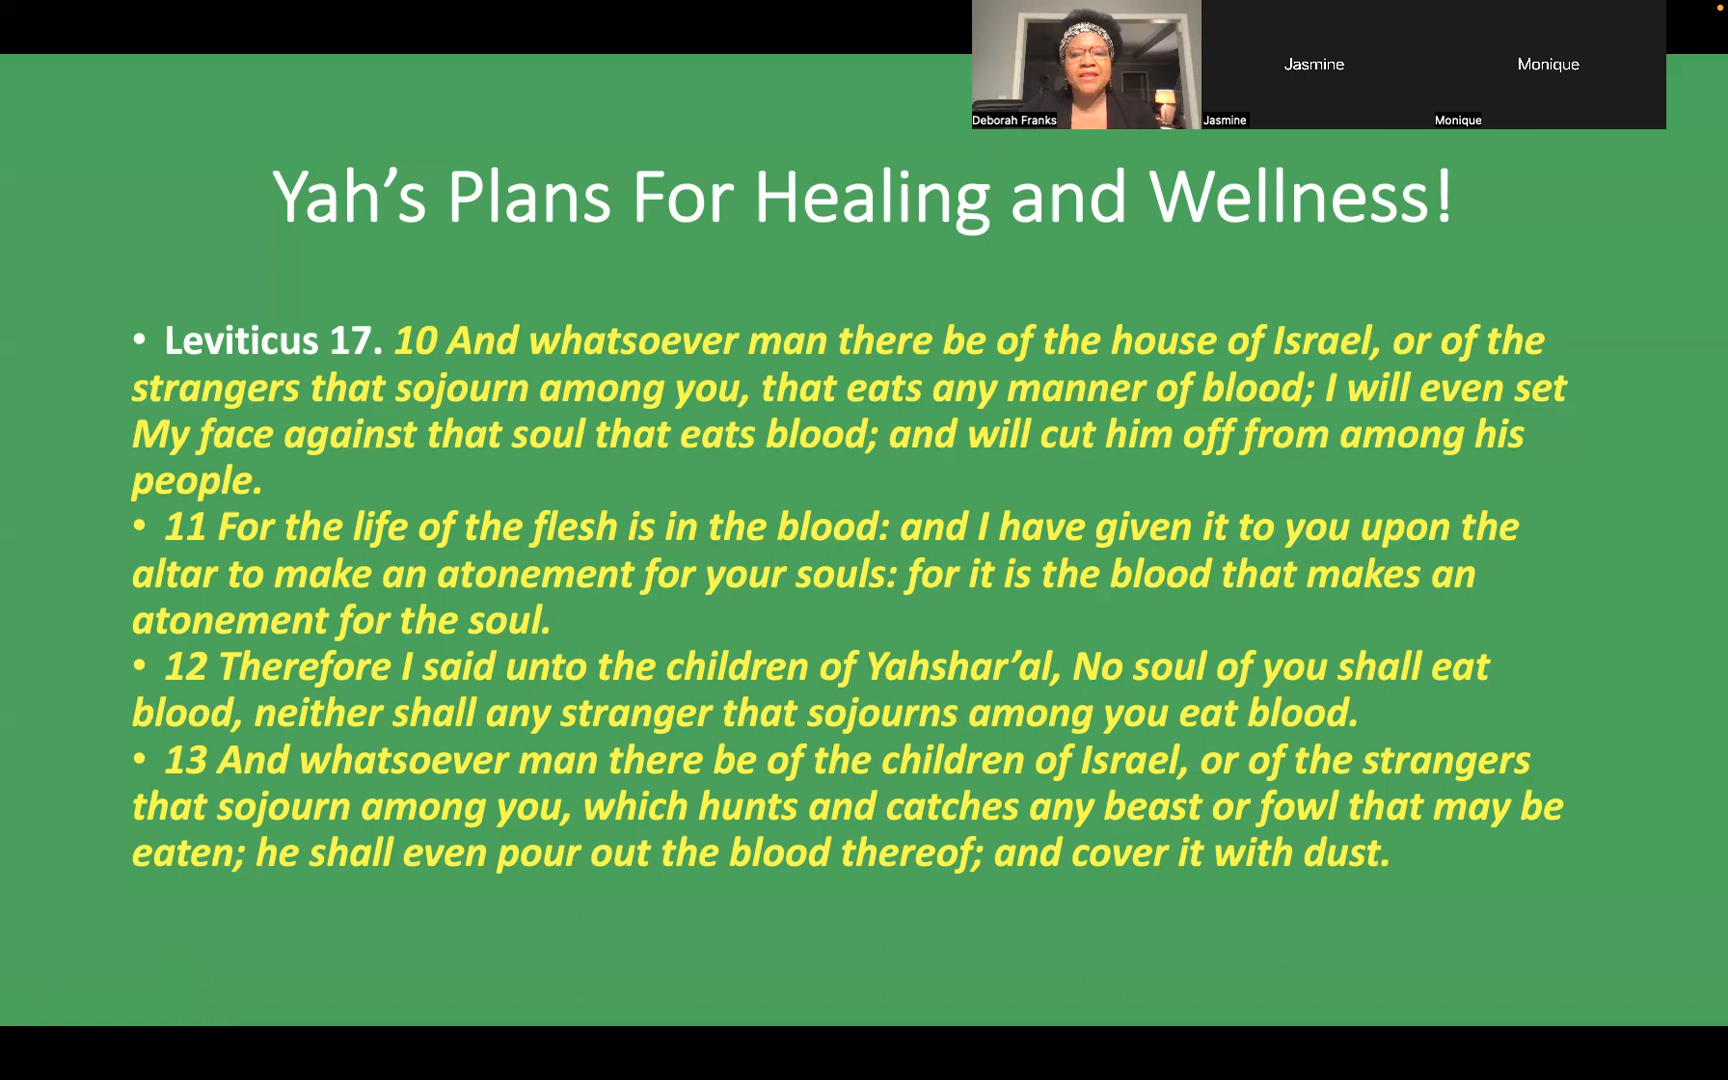 Jasmine
Monique
Deborah Franks
Jasmine
Monique
Yah’s Plans For Healing and Wellness!
• Leviticus 17. 10 And whatsoever man there be of the house of Israel, or of the
strangers that sojourn among you, that eats any manner of blood; I will even set
My face against that soul that eats blood; and will cut him off from among his
people.
• 11 For the life of the flesh is in the blood: and I have given it to you upon the
altar to make an atonement for your souls: for it is the blood that makes an
atonement for the soul.
• 12 Therefore I said unto the children of Yahshar’al, No soul of you shall eat
blood, neither shall any stranger that sojourns among you eat blood.
• 13 And whatsoever man there be of the children of Israel, or of the strangers
that sojourn among you, which hunts and catches any beast or fowl that may be
eaten; he shall even pour out the blood thereof; and cover it with dust.